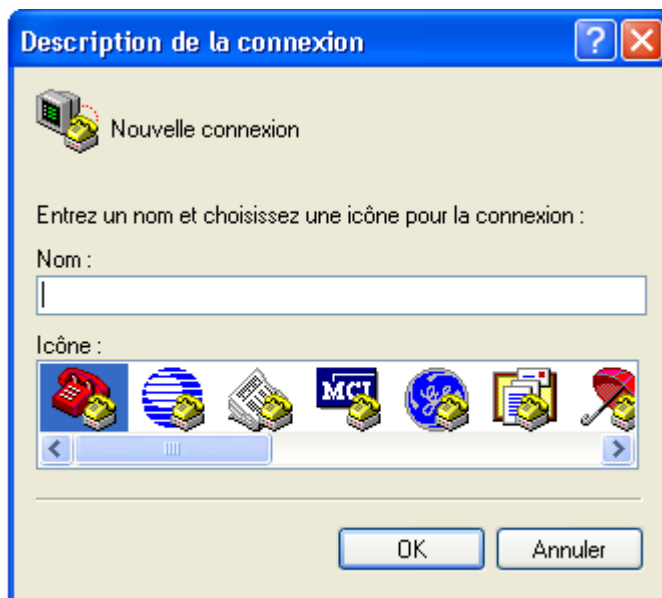 Description de la connexion
Nouvelle connexion
Entrez un nom et choisissez une icône pour la connexion :
Nom :
Icône :
MCI
OK
Annuler